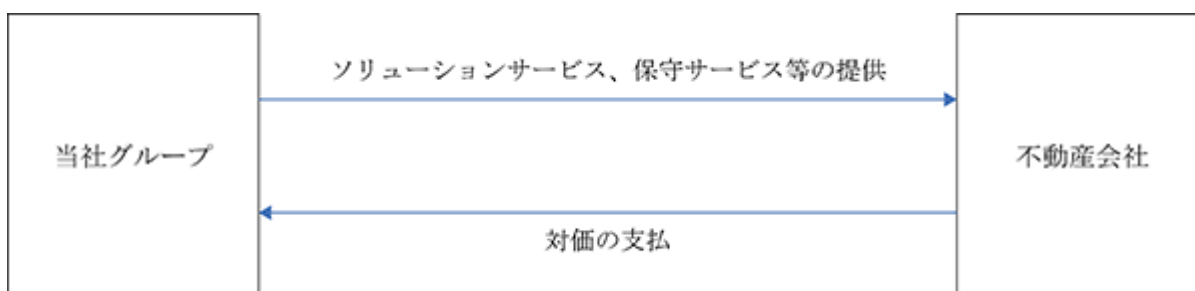 ソリューションサービス、保守サービス等の提供
当社グループ
不動産会社
対価の支払